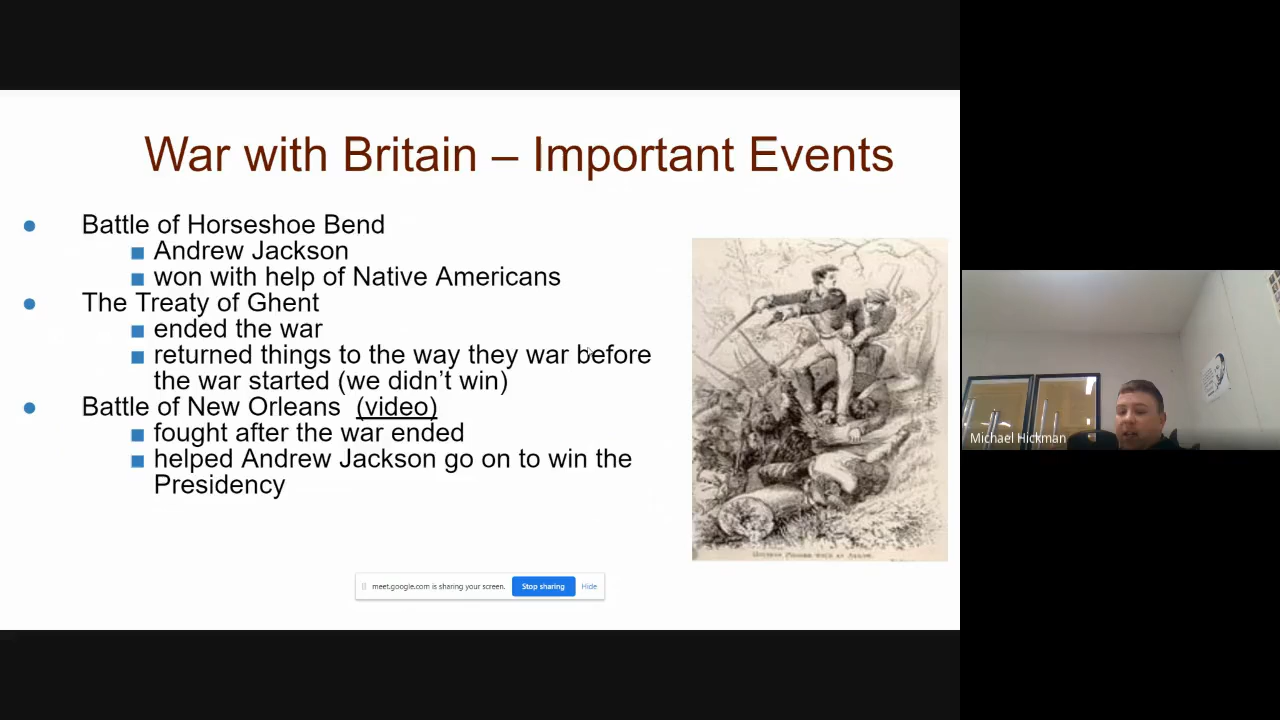 War with Britain – Important Events
Battle of Horseshoe Bend
Andrew Jackson
won with help of Native Americans
The Treaty of Ghent
ended the war
returned things to the way they war before
the war started (we didn’t win)
Battle of New Orleans (video)
fought after the war ended
helped Andrew Jackson go on to win the
Presidency
meet.google.com is sharing your screen. Stop sharing Hide
Michael Hickman